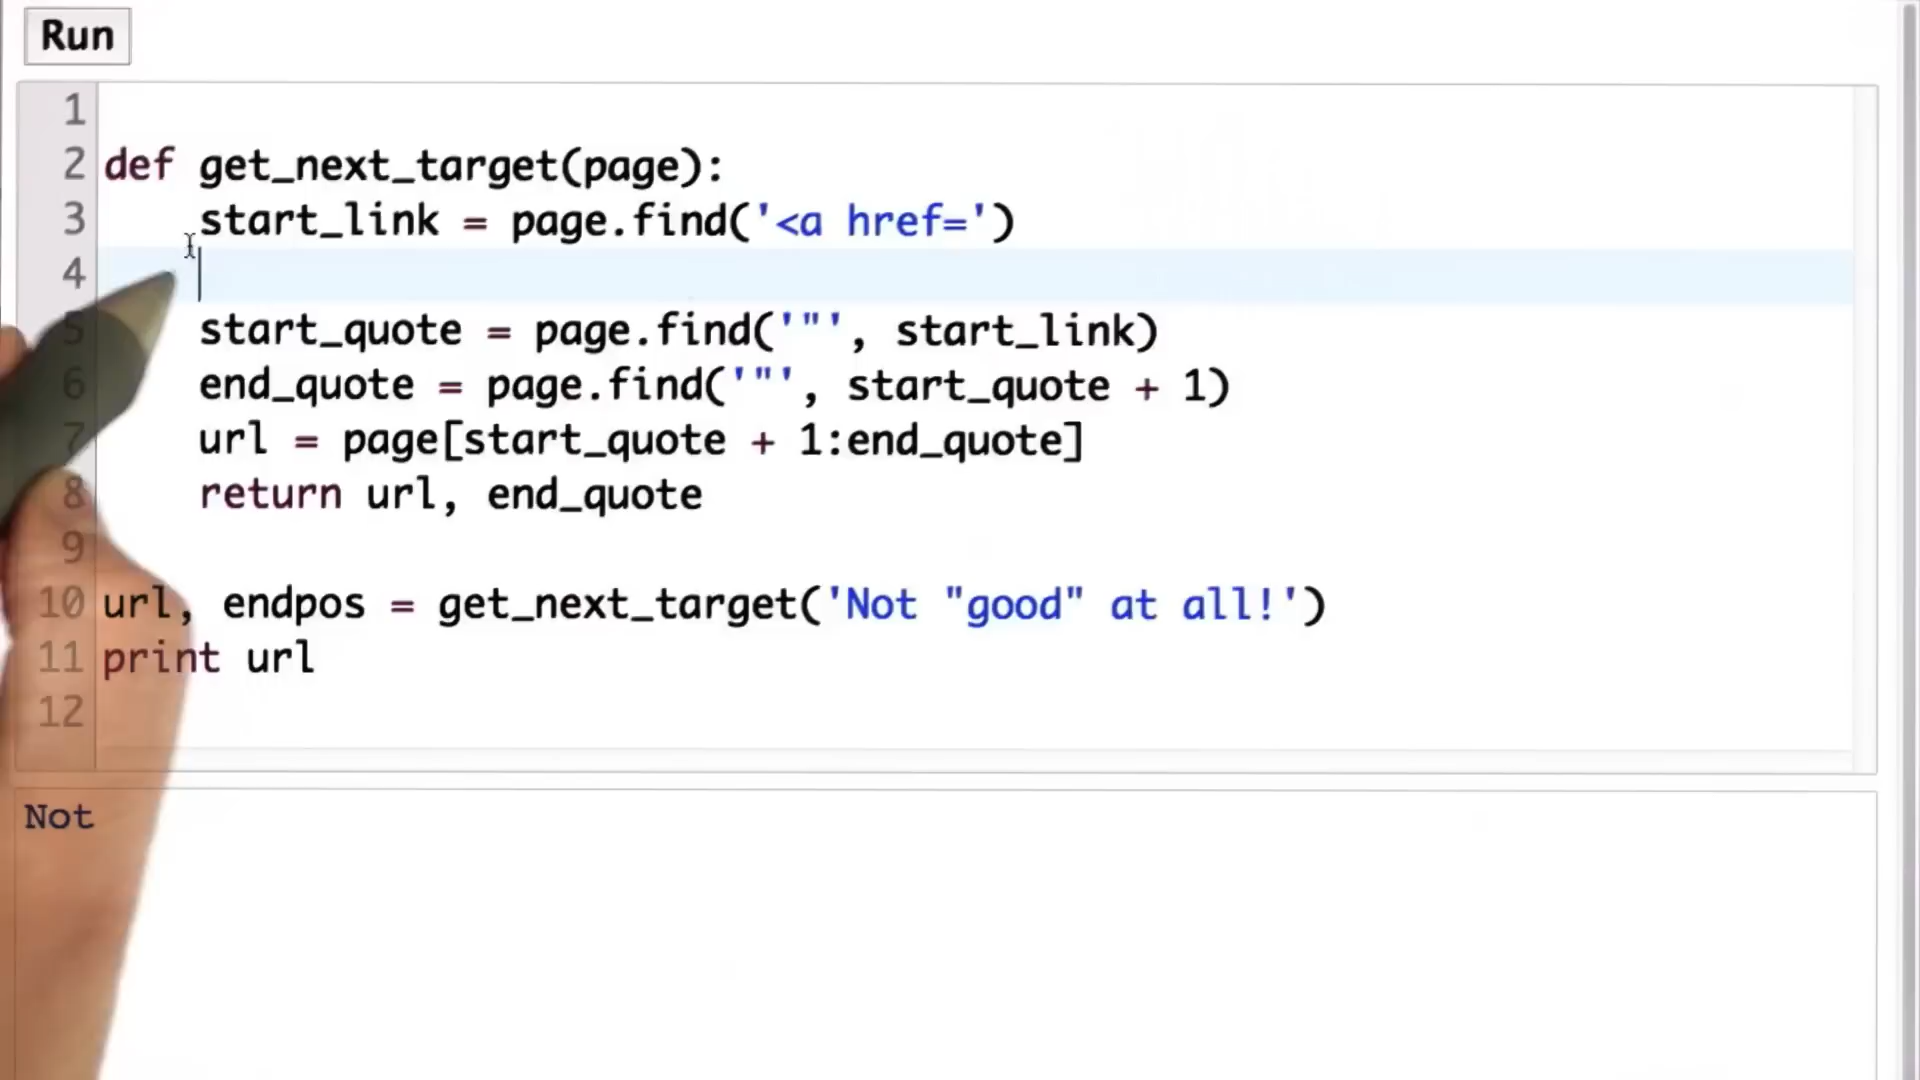 Run
1
2 def get_next_target(page):
3     start_link = page.find('<a href=')
4
5     start_quote = page.find('"', start_link)
6     end_quote = page.find('"', start_quote + 1)
7     url = page[start_quote + 1:end_quote]
8     return url, end_quote
9
10 url, endpos = get_next_target('Not "good" at all!')
11 print url
12
Not